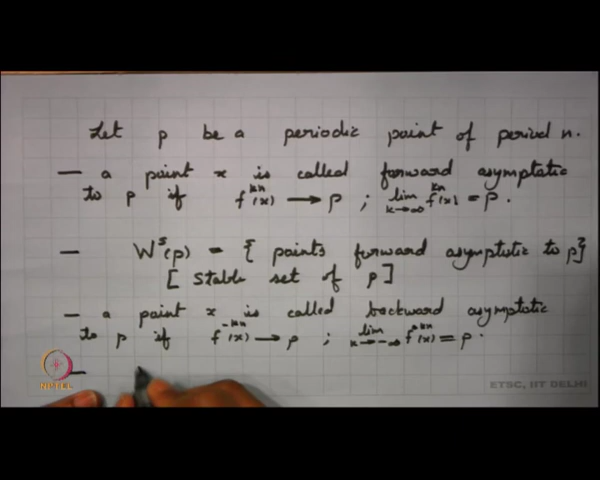 Let p be a periodic point of period n.
— a point x is called forward asymptotic
to p if f^{kn}(x) → p ; lim_{k→∞} f^{kn}(x) = p.
— W^s(p) = { points forward asymptotic to p}
[ stable set of p ]
— a point x is called backward asymptotic
to p if f^{-kn}(x) → p ; lim_{k→-∞} f^{kn}(x) = p.
—
NPTEL
ETSC, IIT DELHI